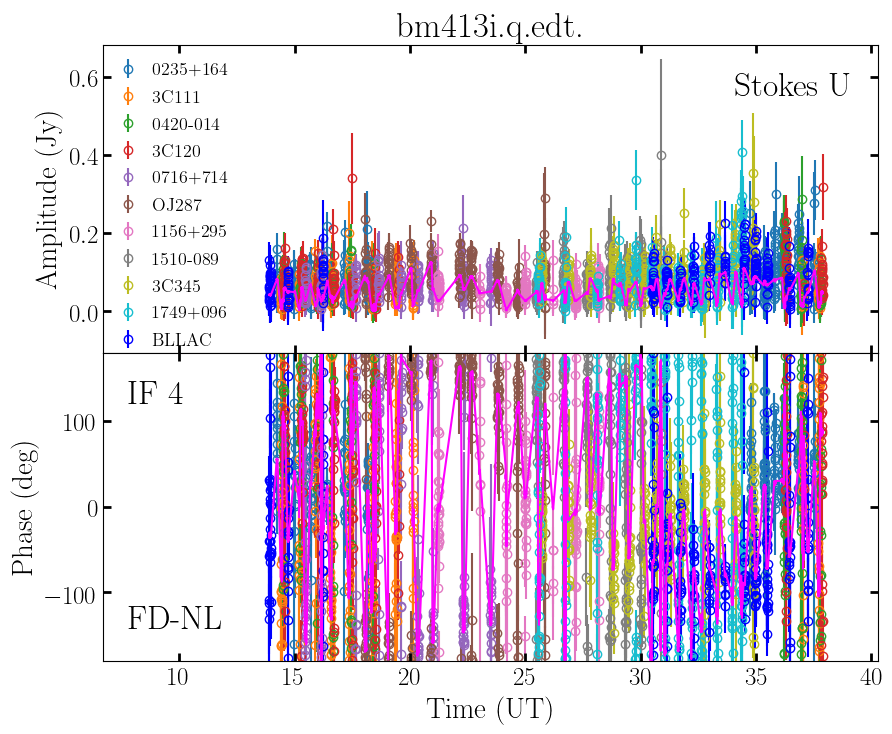 bm413i.q.edt.
Amplitude (Jy)
0.6
0.4
0.2
0.0
0235+164
3C111
0420-014
3C120
0716+714
OJ287
1156+295
1510-089
3C345
1749+096
BLLAC
Stokes U
Phase (deg)
100
0
−100
IF 4
FD-NL
10 15 20 25 30 35 40
Time (UT)